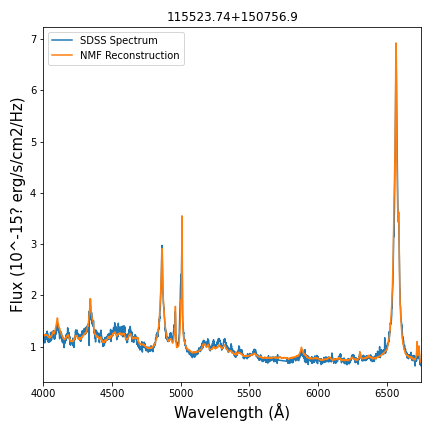 115523.74+150756.9
SDSS Spectrum
NMF Reconstruction
7
6
5
4
3
2
1
Flux (10^-15? erg/s/cm2/Hz)
4000 4500 5000 5500 6000 6500
Wavelength (Å)